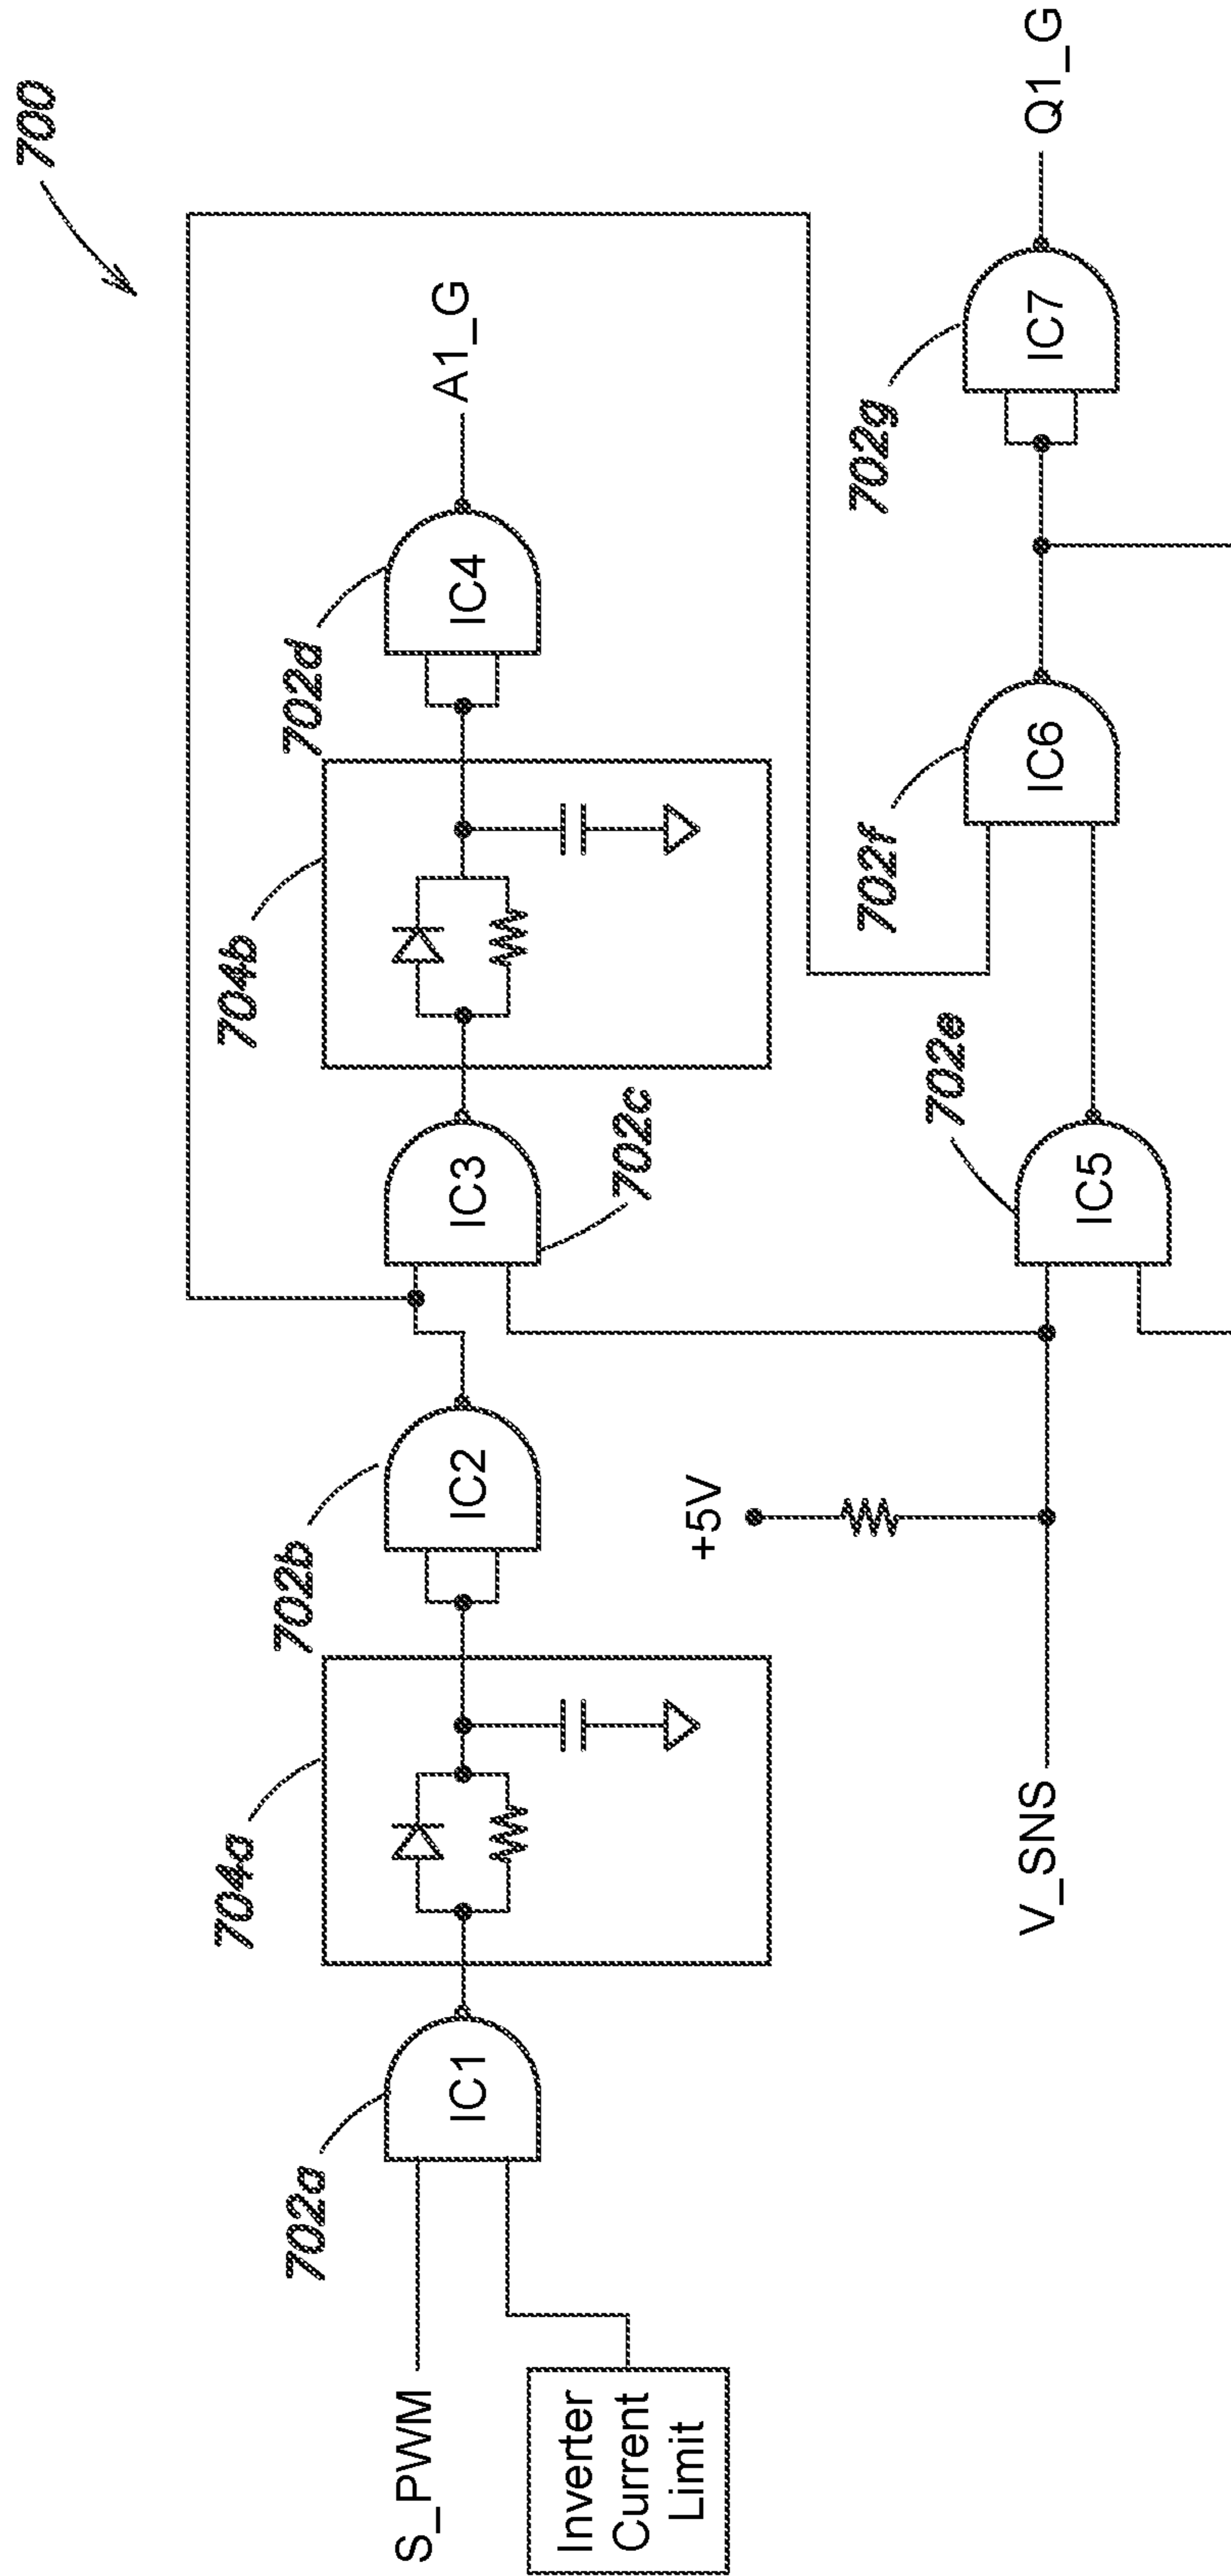 700
702a
704a
702b
704b
702d
S_PWM
IC1
IC2
IC3
IC4
A1_G
Inverter
Current
Limit
702c
+5V
702e
702f
702g
V_SNS
IC5
IC6
IC7
Q1_G